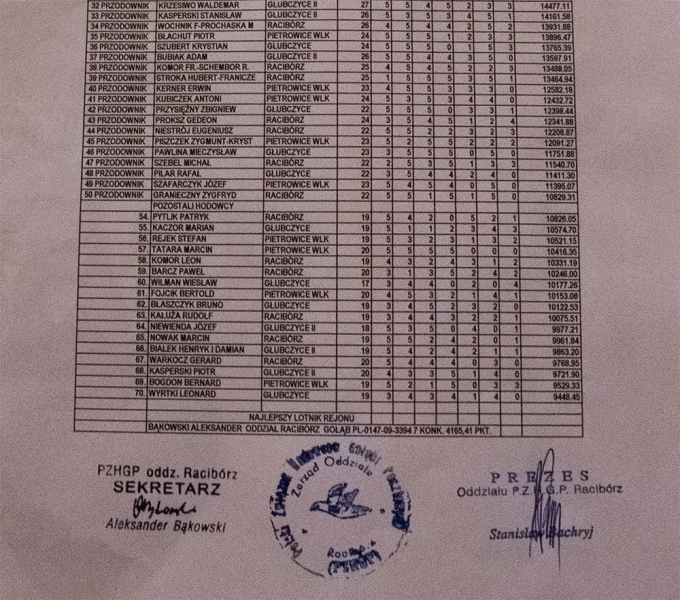 32 PRZODOWNIK KRZESIWO WALDEMAR GŁUBCZYCE II 27 5 5 4 5 2 3 3 14477.11
33 PRZODOWNIK KASPERSKI STANISŁAW GŁUBCZYCE 26 5 5 3 3 4 5 1 14161.58
34 PRZODOWNIK WOCHNIK F-PROCHASKA M RACIBÓRZ 26 4 5 4 4 2 5 2 13931.88
35 PRZODOWNIK BŁACHUT PIOTR PIETROWICE WLK 24 5 5 5 1 2 3 3 13896.47
36 PRZODOWNIK SZUBERT KRYSTIAN GŁUBCZYCE 24 5 5 5 0 1 5 3 13765.39
37 PRZODOWNIK BUBIAK ADAM GŁUBCZYCE II 26 5 5 4 4 3 5 0 13597.91
38 PRZODOWNIK KOMOR FR.-SCHEMBOR R. RACIBÓRZ 25 4 5 4 5 2 2 3 13488.05
39 PRZODOWNIK STROKA HUBERT-FRANCZE RACIBÓRZ 25 1 5 5 5 3 3 3 13464.94
40 PRZODOWNIK KERNER ERWIN PIETROWICE WLK 23 4 5 5 3 3 3 0 12582.18
41 PRZODOWNIK KUBICZEK ANTONI PIETROWICE WLK 24 5 3 5 3 4 4 0 12432.72
42 PRZODOWNIK PRZYSIĘŻNY ZBIGNIEW GŁUBCZYCE 22 5 5 5 0 3 3 1 12398.44
43 PRZODOWNIK PROKSZ GEDEON RACIBÓRZ 24 3 5 4 5 1 2 4 12341.88
44 PRZODOWNIK NIESTRÓJ EUGENIUSZ RACIBÓRZ 22 5 5 2 2 3 2 3 12208.87
45 PRZODOWNIK PISZCZEK ZYGMUNT-KRYST PIETROWICE WLK 23 5 2 5 5 2 2 2 12091.27
46 PRZODOWNIK PAWLINA MIECZYSŁAW GŁUBCZYCE 23 3 5 5 5 0 5 0 11751.88
47 PRZODOWNIK SZEBEL MICHAŁ RACIBÓRZ 22 2 5 3 5 1 3 3 11540.70
48 PRZODOWNIK PILAR RAFAŁ GŁUBCZYCE 22 3 5 4 4 2 4 0 11411.30
49 PRZODOWNIK SZAFARCZYK JÓZEF PIETROWICE WLK 23 5 4 5 4 0 5 0 11395.07
50 PRZODOWNIK GRANIECZNY ZYGFRYD RACIBÓRZ 22 5 5 1 5 1 5 0 10829.31
POZOSTALI HODOWCY
54. PYTLIK PATRYK RACIBÓRZ 19 5 4 2 0 5 2 1 10826.05
55. KACZOR MARIAN GŁUBCZYCE 19 5 1 1 2 3 4 3 10574.70
56. REJEK STEFAN PIETROWICE WLK 19 5 3 2 3 1 3 2 10521.15
57. TATARA MARCIN PIETROWICE WLK 20 5 5 5 5 0 0 0 10416.35
58. KOMOR LEON RACIBÓRZ 19 4 3 2 4 3 1 2 10331.19
59. BARCZ PAWEŁ RACIBÓRZ 20 3 1 3 5 2 4 2 10246.00
60. WILMAN WIESŁAW GŁUBCZYCE 17 3 4 4 0 2 0 4 10177.26
61. FOJCIK BERTOLD PIETROWICE WLK 20 4 5 3 2 1 4 1 10153.08
62. BŁASZCZYK BRUNO GŁUBCZYCE 19 3 4 5 2 3 2 0 10122.53
63. KAŁUŻA RUDOLF RACIBÓRZ 19 3 4 4 3 2 2 1 10075.51
64. NIEWIENDA JÓZEF GŁUBCZYCE II 18 5 3 5 0 4 0 1 9977.21
65. NOWAK MARCIN RACIBÓRZ 19 5 5 4 2 2 0 1 9961.84
66. BIAŁEK HENRYK I DAMIAN GŁUBCZYCE 19 5 4 2 4 2 1 1 9863.20
67. WARKOCZ GERARD RACIBÓRZ 20 5 4 4 4 0 3 0 9768.95
68. KASPERSKI PIOTR GŁUBCZYCE II 20 4 3 3 5 1 4 0 9721.90
69. BOGDON BERNARD PIETROWICE WLK 19 5 2 1 5 0 3 3 9529.33
70. WYRTKI LEONARD GŁUBCZYCE 19 3 4 3 4 1 4 0 9448.45
NAJLEPSZY LOTNIK REJONU
BĄKOWSKI ALEKSANDER ODDZIAŁ RACIBÓRZ GOŁĄB PL-0147-09-3394 7 KONK. 4165,41 PKT.
PZHGP oddz. Racibórz
SEKRETARZ
Aleksander Bąkowski
Zarząd Oddziału
PREZES
Oddziału P.Z.H.G.P. Racibórz
Stanisław Bachryj